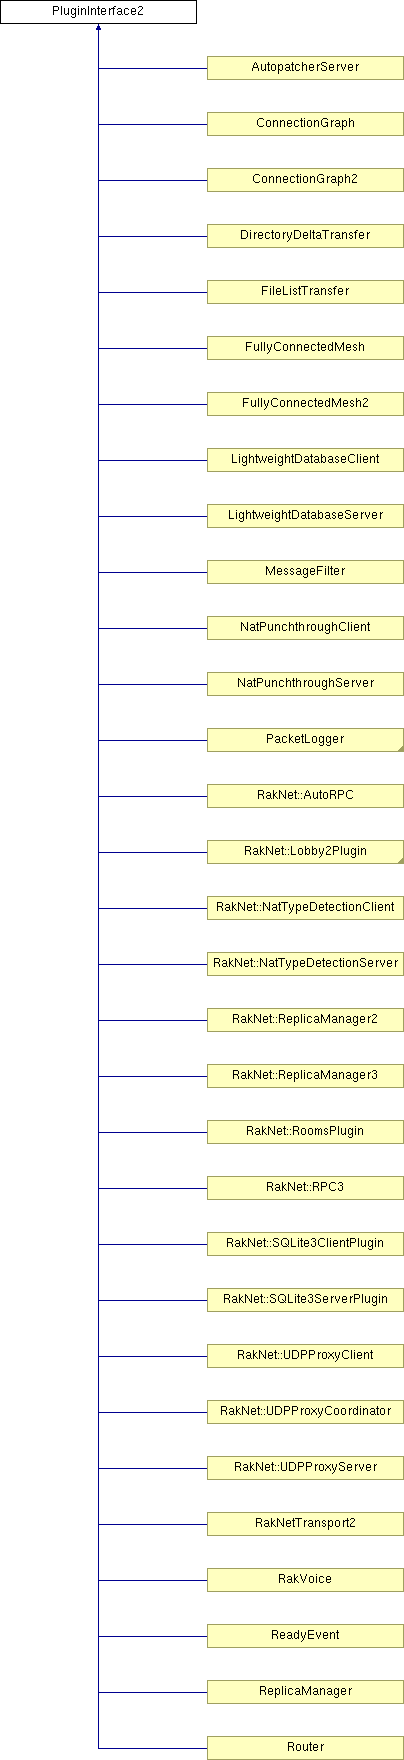 PluginInterface2
AutopatcherServer
ConnectionGraph
ConnectionGraph2
DirectoryDeltaTransfer
FileListTransfer
FullyConnectedMesh
FullyConnectedMesh2
LightweightDatabaseClient
LightweightDatabaseServer
MessageFilter
NatPunchthroughClient
NatPunchthroughServer
PacketLogger
RakNet::AutoRPC
RakNet::Lobby2Plugin
RakNet::NatTypeDetectionClient
RakNet::NatTypeDetectionServer
RakNet::ReplicaManager2
RakNet::ReplicaManager3
RakNet::RoomsPlugin
RakNet::RPC3
RakNet::SQLite3ClientPlugin
RakNet::SQLite3ServerPlugin
RakNet::UDPProxyClient
RakNet::UDPProxyCoordinator
RakNet::UDPProxyServer
RakNetTransport2
RakVoice
ReadyEvent
ReplicaManager
Router